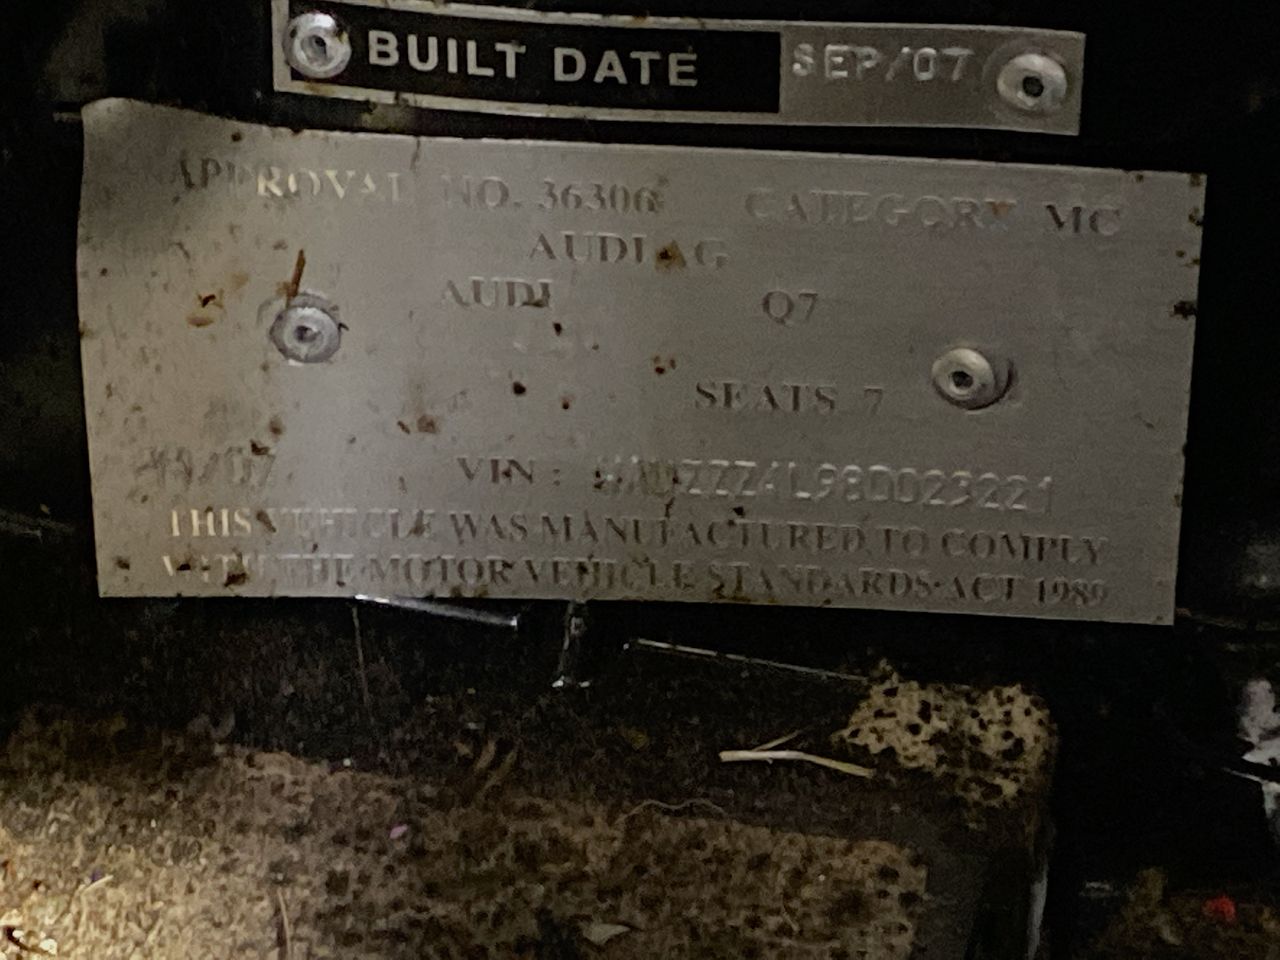 BUILT DATE SEP/07
APPROVAL NO. 36306 CATEGORY MC
AUDI AG
AUDI Q7
SEATS 7
/07 VIN : WAUZZZ4L98D023221
THIS VEHICLE WAS MANUFACTURED TO COMPLY
WITH THE MOTOR VEHICLE STANDARDS ACT 1989